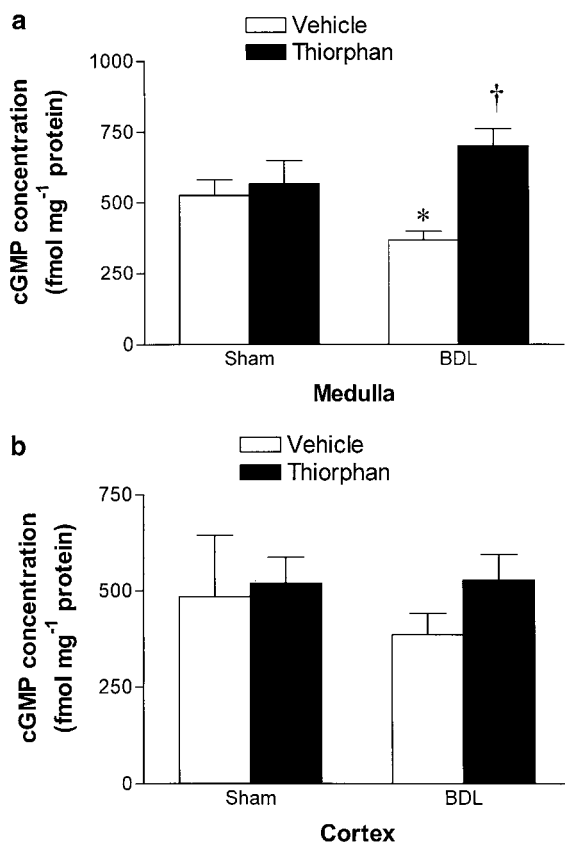 a
Vehicle
Thiorphan
cGMP concentration
(fmol mg⁻¹ protein)
1000
750
500
250
0
*
†
Sham BDL
Medulla
b
Vehicle
Thiorphan
cGMP concentration
(fmol mg⁻¹ protein)
750
500
250
0
Sham BDL
Cortex